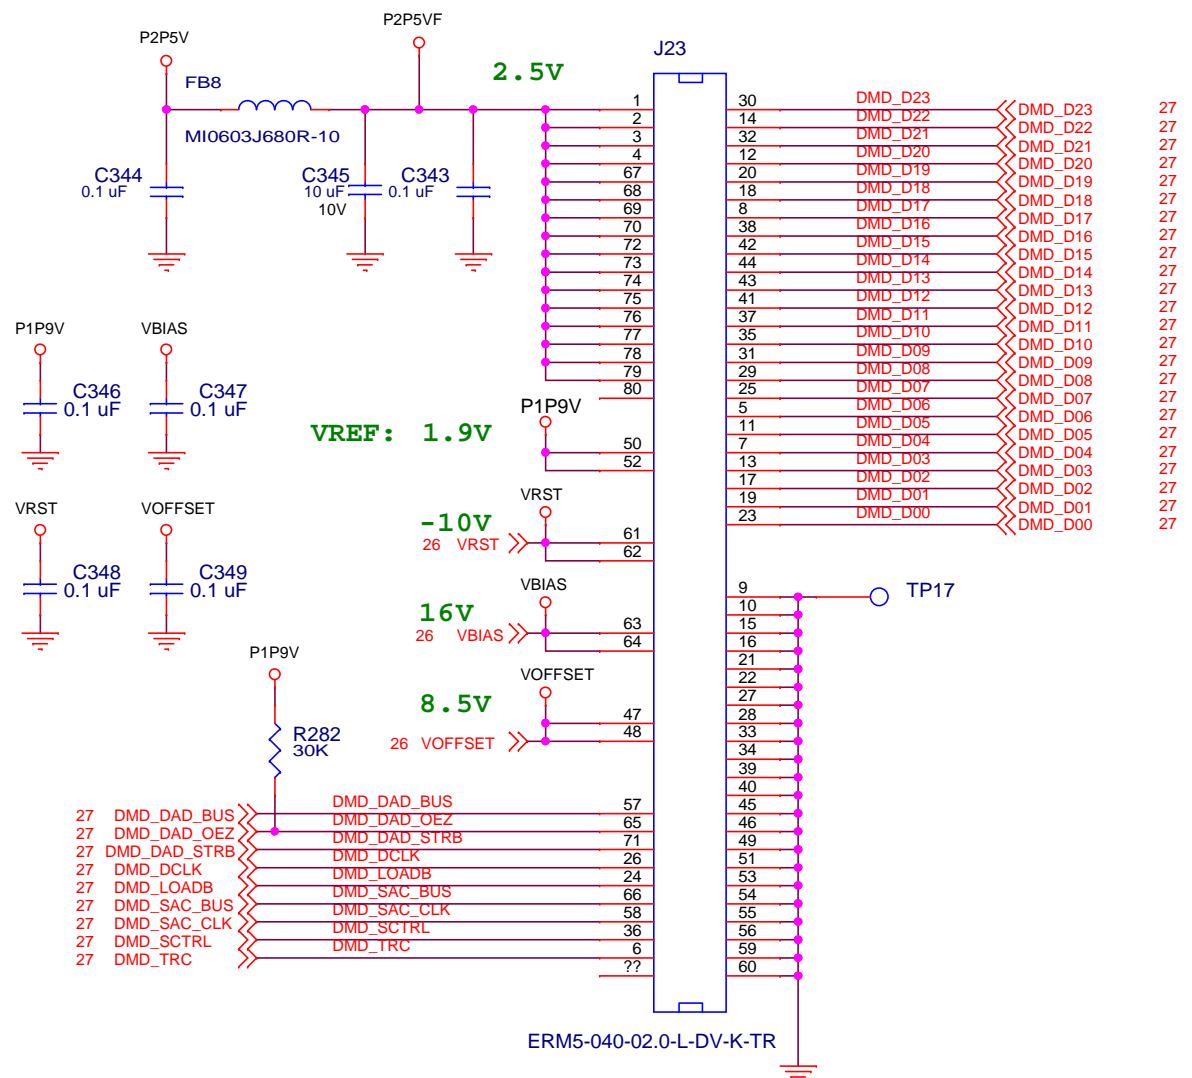 P2P5V
P2P5VF
FB8
2.5V
J23
MI0603J680R-10
C344
0.1 uF
C345
10 uF
10V
C343
0.1 uF
1
2
3
4
67
68
69
70
72
73
74
75
76
77
78
79
80
30 DMD_D23 DMD_D23 27
14 DMD_D22 DMD_D22 27
32 DMD_D21 DMD_D21 27
12 DMD_D20 DMD_D20 27
20 DMD_D19 DMD_D19 27
18 DMD_D18 DMD_D18 27
8 DMD_D17 DMD_D17 27
38 DMD_D16 DMD_D16 27
42 DMD_D15 DMD_D15 27
44 DMD_D14 DMD_D14 27
43 DMD_D13 DMD_D13 27
41 DMD_D12 DMD_D12 27
37 DMD_D11 DMD_D11 27
35 DMD_D10 DMD_D10 27
31 DMD_D09 DMD_D09 27
29 DMD_D08 DMD_D08 27
25 DMD_D07 DMD_D07 27
5 DMD_D06 DMD_D06 27
11 DMD_D05 DMD_D05 27
7 DMD_D04 DMD_D04 27
13 DMD_D03 DMD_D03 27
17 DMD_D02 DMD_D02 27
19 DMD_D01 DMD_D01 27
23 DMD_D00 DMD_D00 27
P1P9V
VBIAS
C346
0.1 uF
C347
0.1 uF
P1P9V
VREF: 1.9V
50
52
VRST
VOFFSET
C348
0.1 uF
C349
0.1 uF
VRST
-10V
26 VRST
61
62
VBIAS
16V
26 VBIAS
63
64
VOFFSET
8.5V
26 VOFFSET
47
48
9
TP17
10
15
16
21
22
27
28
33
34
39
40
45
46
49
51
53
54
55
56
59
60
P1P9V
R282
30K
27 DMD_DAD_BUS DMD_DAD_BUS 57
27 DMD_DAD_OEZ DMD_DAD_OEZ 65
27 DMD_DAD_STRB DMD_DAD_STRB 71
27 DMD_DCLK DMD_DCLK 26
27 DMD_LOADB DMD_LOADB 24
27 DMD_SAC_BUS DMD_SAC_BUS 66
27 DMD_SAC_CLK DMD_SAC_CLK 58
27 DMD_SCTRL DMD_SCTRL 36
27 DMD_TRC DMD_TRC 6
??
ERM5-040-02.0-L-DV-K-TR